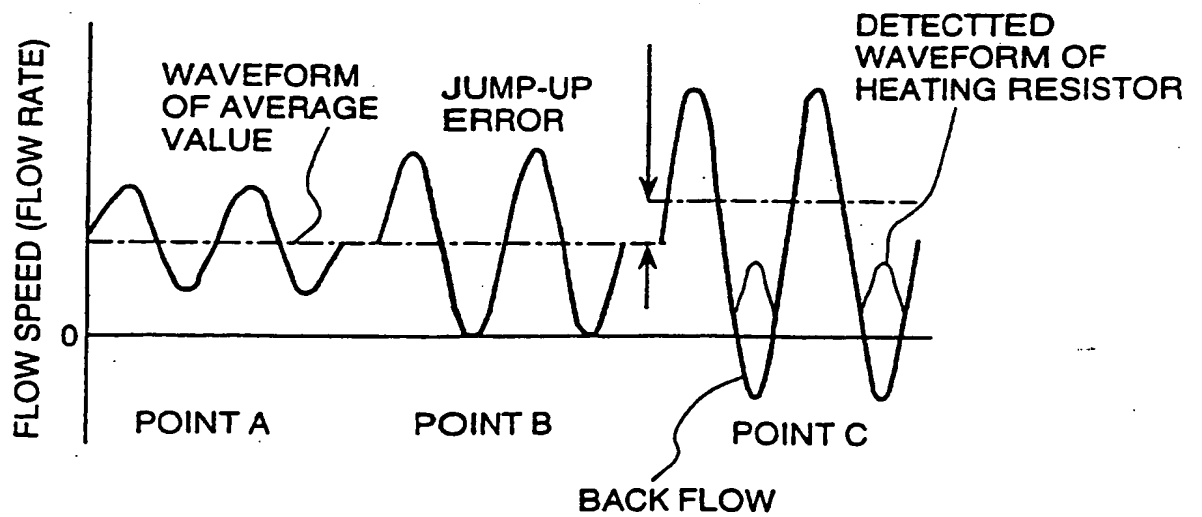 FLOW SPEED (FLOW RATE)
WAVEFORM
OF AVERAGE
VALUE
JUMP-UP
ERROR
DETECTTED
WAVEFORM OF
HEATING RESISTOR
0
POINT A
POINT B
POINT C
BACK FLOW